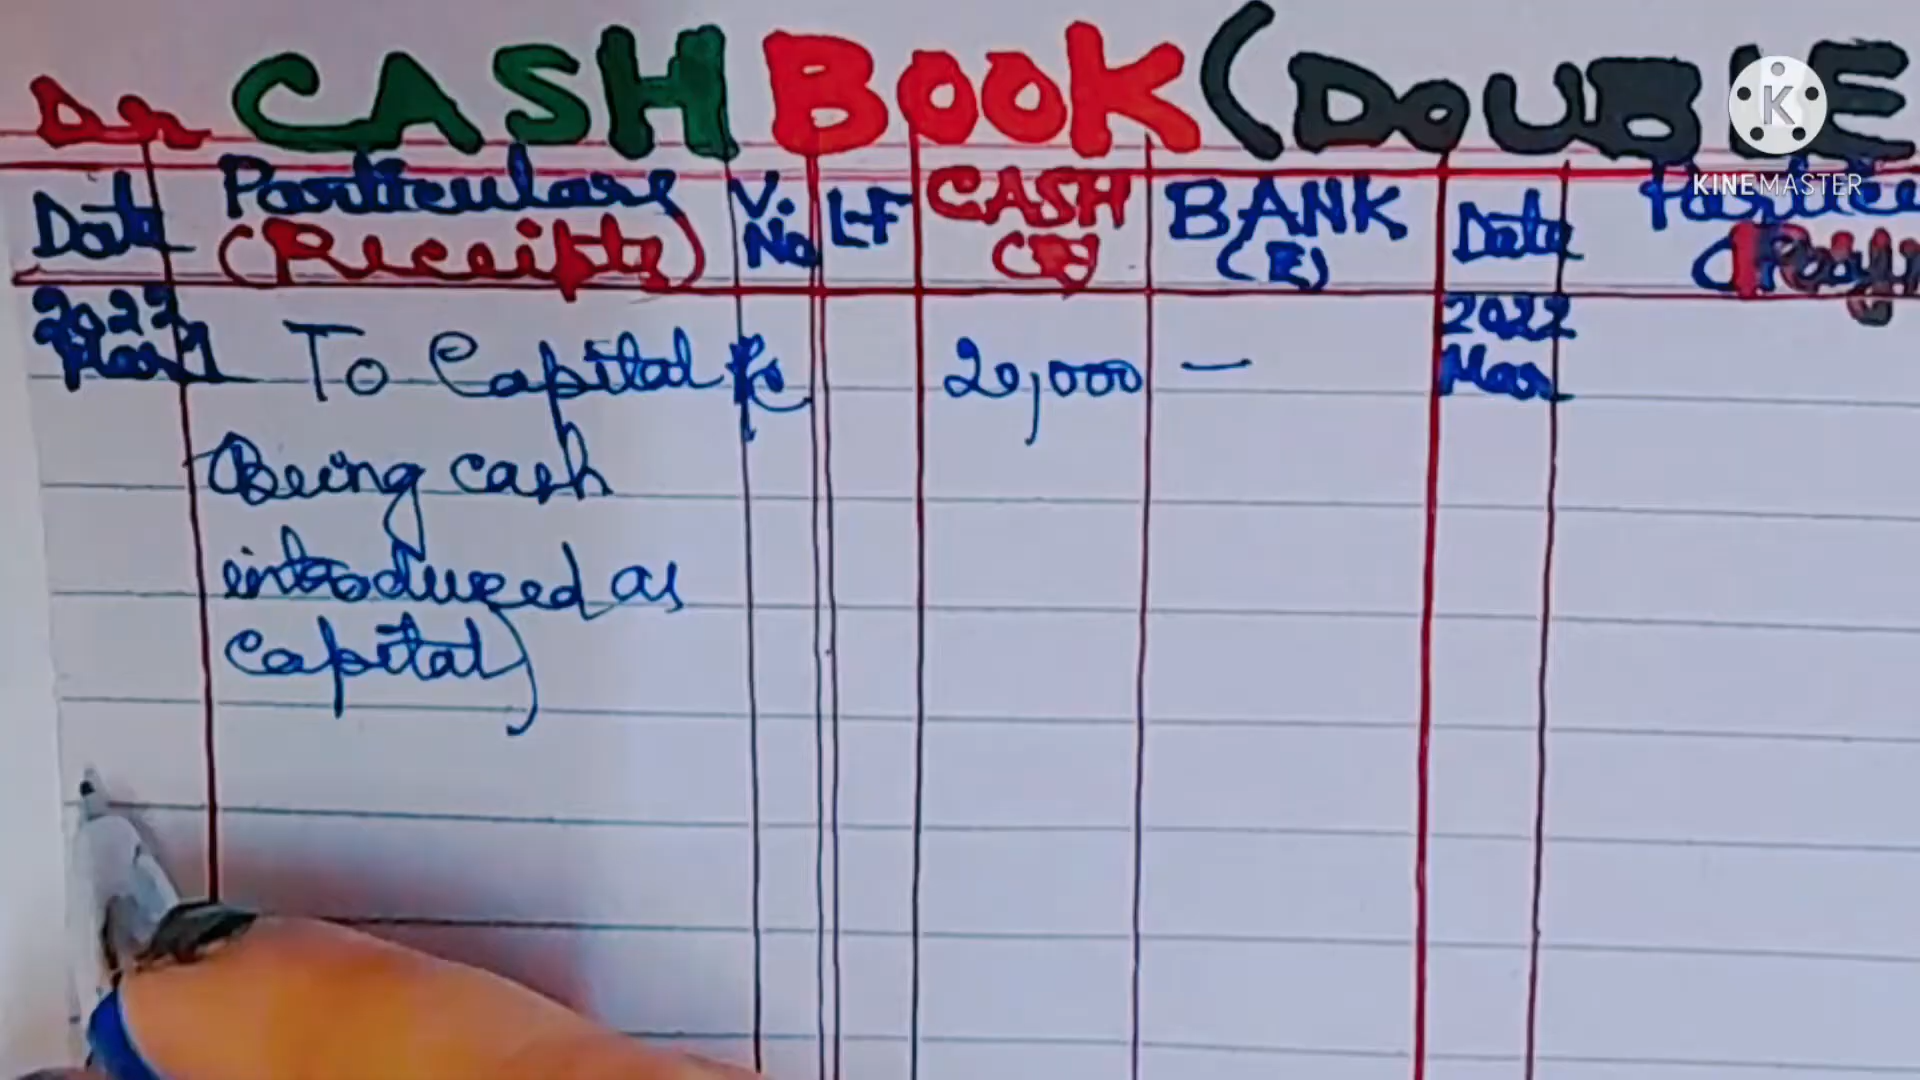 CASH BOOK (DOUBLE
Dr
Date Particulars (Receipts) V. No L.F CASH (₹) BANK (₹) Date
2022 Mar 1 To Capital A/c 20,000 — 2022 Mar
(Being cash
introduced as
capital)
KINEMASTER